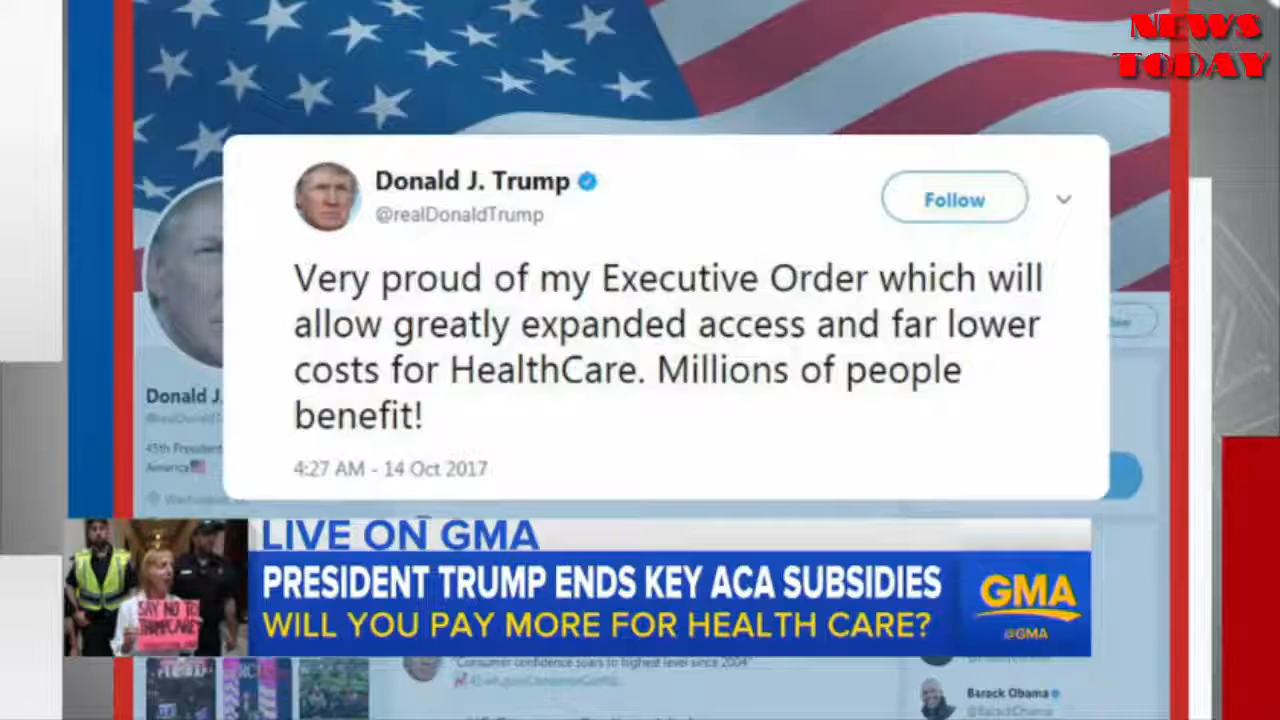 NEWS
TODAY
Donald J. Trump
@realDonaldTrump
Follow
Very proud of my Executive Order which will
allow greatly expanded access and far lower
costs for HealthCare. Millions of people
benefit!
4:27 AM - 14 Oct 2017
Donald J.
45th President
America
LIVE ON GMA
PRESIDENT TRUMP ENDS KEY ACA SUBSIDIES
WILL YOU PAY MORE FOR HEALTH CARE?
GMA
@GMA
SAY NO TO
TRUMPCARE
"Consumer confidence soars to highest level since 2004"
Barack Obama
@BarackObama